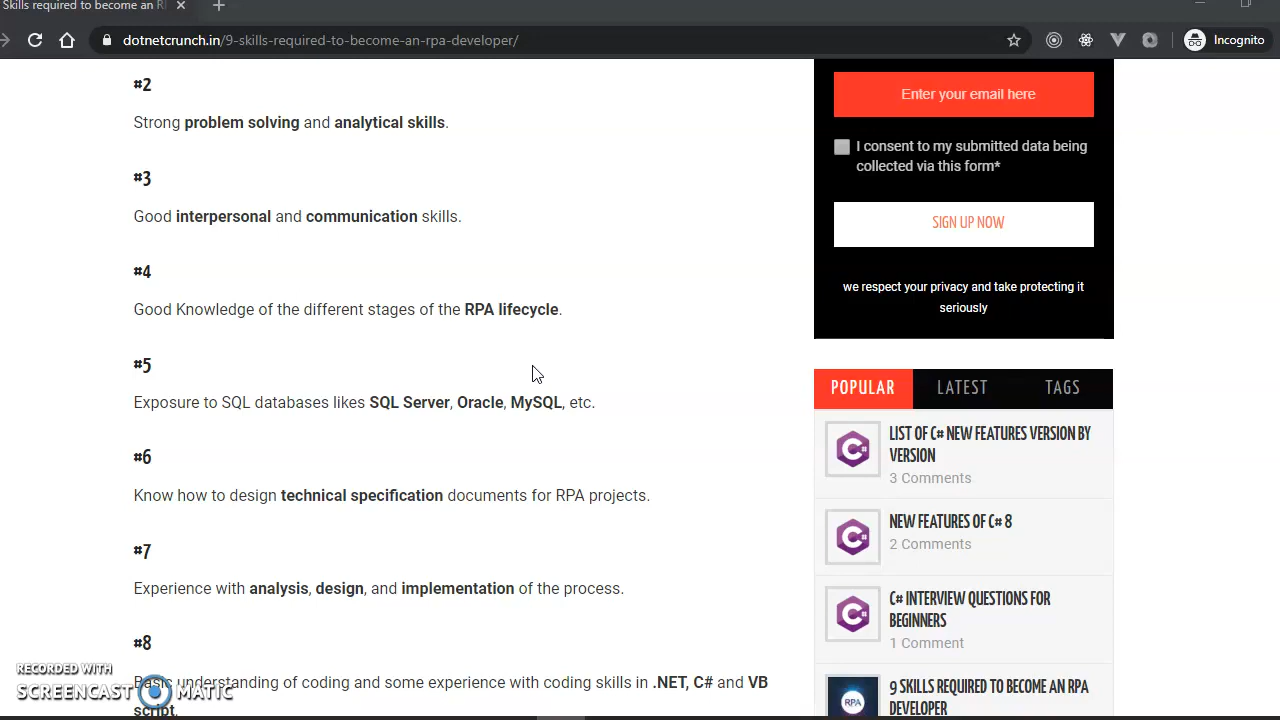 Skills required to become an R
dotnetcrunch.in/9-skills-required-to-become-an-rpa-developer/
Incognito
#2
Strong problem solving and analytical skills.
#3
Good interpersonal and communication skills.
#4
Good Knowledge of the different stages of the RPA lifecycle.
#5
Exposure to SQL databases likes SQL Server, Oracle, MySQL, etc.
#6
Know how to design technical specification documents for RPA projects.
#7
Experience with analysis, design, and implementation of the process.
#8
Basic understanding of coding and some experience with coding skills in .NET, C# and VB
script.
Enter your email here
I consent to my submitted data being
collected via this form*
SIGN UP NOW
we respect your privacy and take protecting it
seriously
POPULAR LATEST TAGS
LIST OF C# NEW FEATURES VERSION BY
VERSION
3 Comments
NEW FEATURES OF C# 8
2 Comments
C# INTERVIEW QUESTIONS FOR
BEGINNERS
1 Comment
RPA
9 SKILLS REQUIRED TO BECOME AN RPA
DEVELOPER
RECORDED WITH
SCREENCAST MATIC